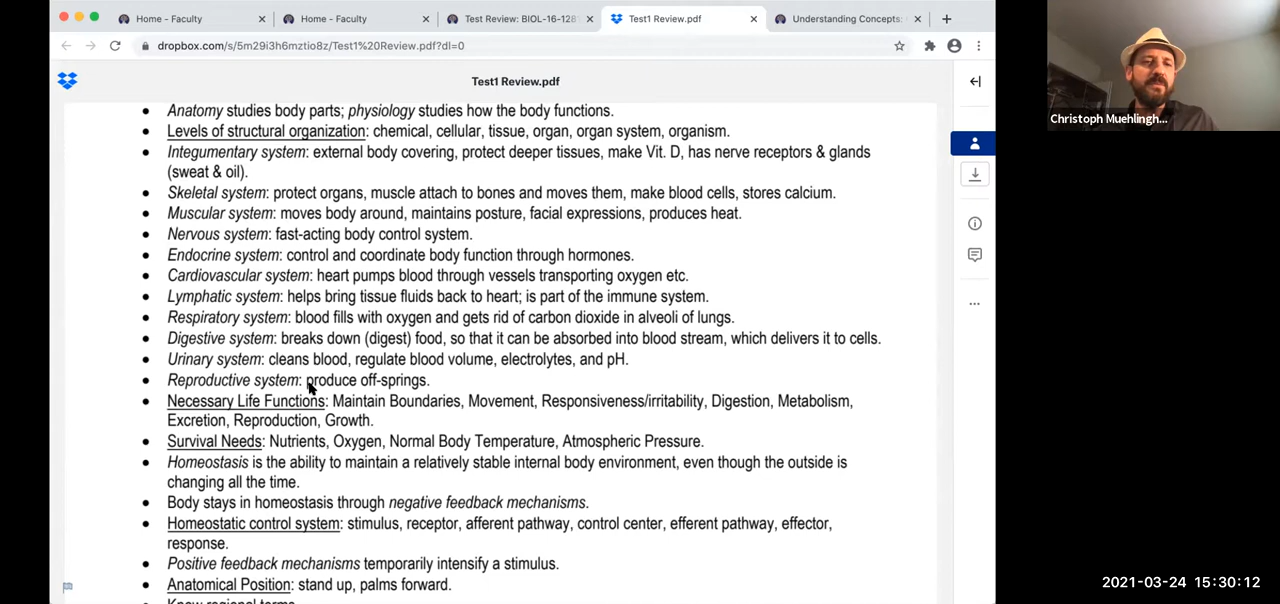 Home - Faculty
Home - Faculty
Test Review: BIOL-16-128
Test1 Review.pdf
Understanding Concepts:
dropbox.com/s/5m29i3h6mztio8z/Test1%20Review.pdf?dl=0
Test1 Review.pdf
Christoph Muehlingh...
• Anatomy studies body parts; physiology studies how the body functions.
• Levels of structural organization: chemical, cellular, tissue, organ, organ system, organism.
• Integumentary system: external body covering, protect deeper tissues, make Vit. D, has nerve receptors & glands
(sweat & oil).
• Skeletal system: protect organs, muscle attach to bones and moves them, make blood cells, stores calcium.
• Muscular system: moves body around, maintains posture, facial expressions, produces heat.
• Nervous system: fast-acting body control system.
• Endocrine system: control and coordinate body function through hormones.
• Cardiovascular system: heart pumps blood through vessels transporting oxygen etc.
• Lymphatic system: helps bring tissue fluids back to heart; is part of the immune system.
• Respiratory system: blood fills with oxygen and gets rid of carbon dioxide in alveoli of lungs.
• Digestive system: breaks down (digest) food, so that it can be absorbed into blood stream, which delivers it to cells.
• Urinary system: cleans blood, regulate blood volume, electrolytes, and pH.
• Reproductive system: produce off-springs.
• Necessary Life Functions: Maintain Boundaries, Movement, Responsiveness/irritability, Digestion, Metabolism,
Excretion, Reproduction, Growth.
• Survival Needs: Nutrients, Oxygen, Normal Body Temperature, Atmospheric Pressure.
• Homeostasis is the ability to maintain a relatively stable internal body environment, even though the outside is
changing all the time.
• Body stays in homeostasis through negative feedback mechanisms.
• Homeostatic control system: stimulus, receptor, afferent pathway, control center, efferent pathway, effector,
response.
• Positive feedback mechanisms temporarily intensify a stimulus.
• Anatomical Position: stand up, palms forward.
Know regional terms
2021-03-24 15:30:12